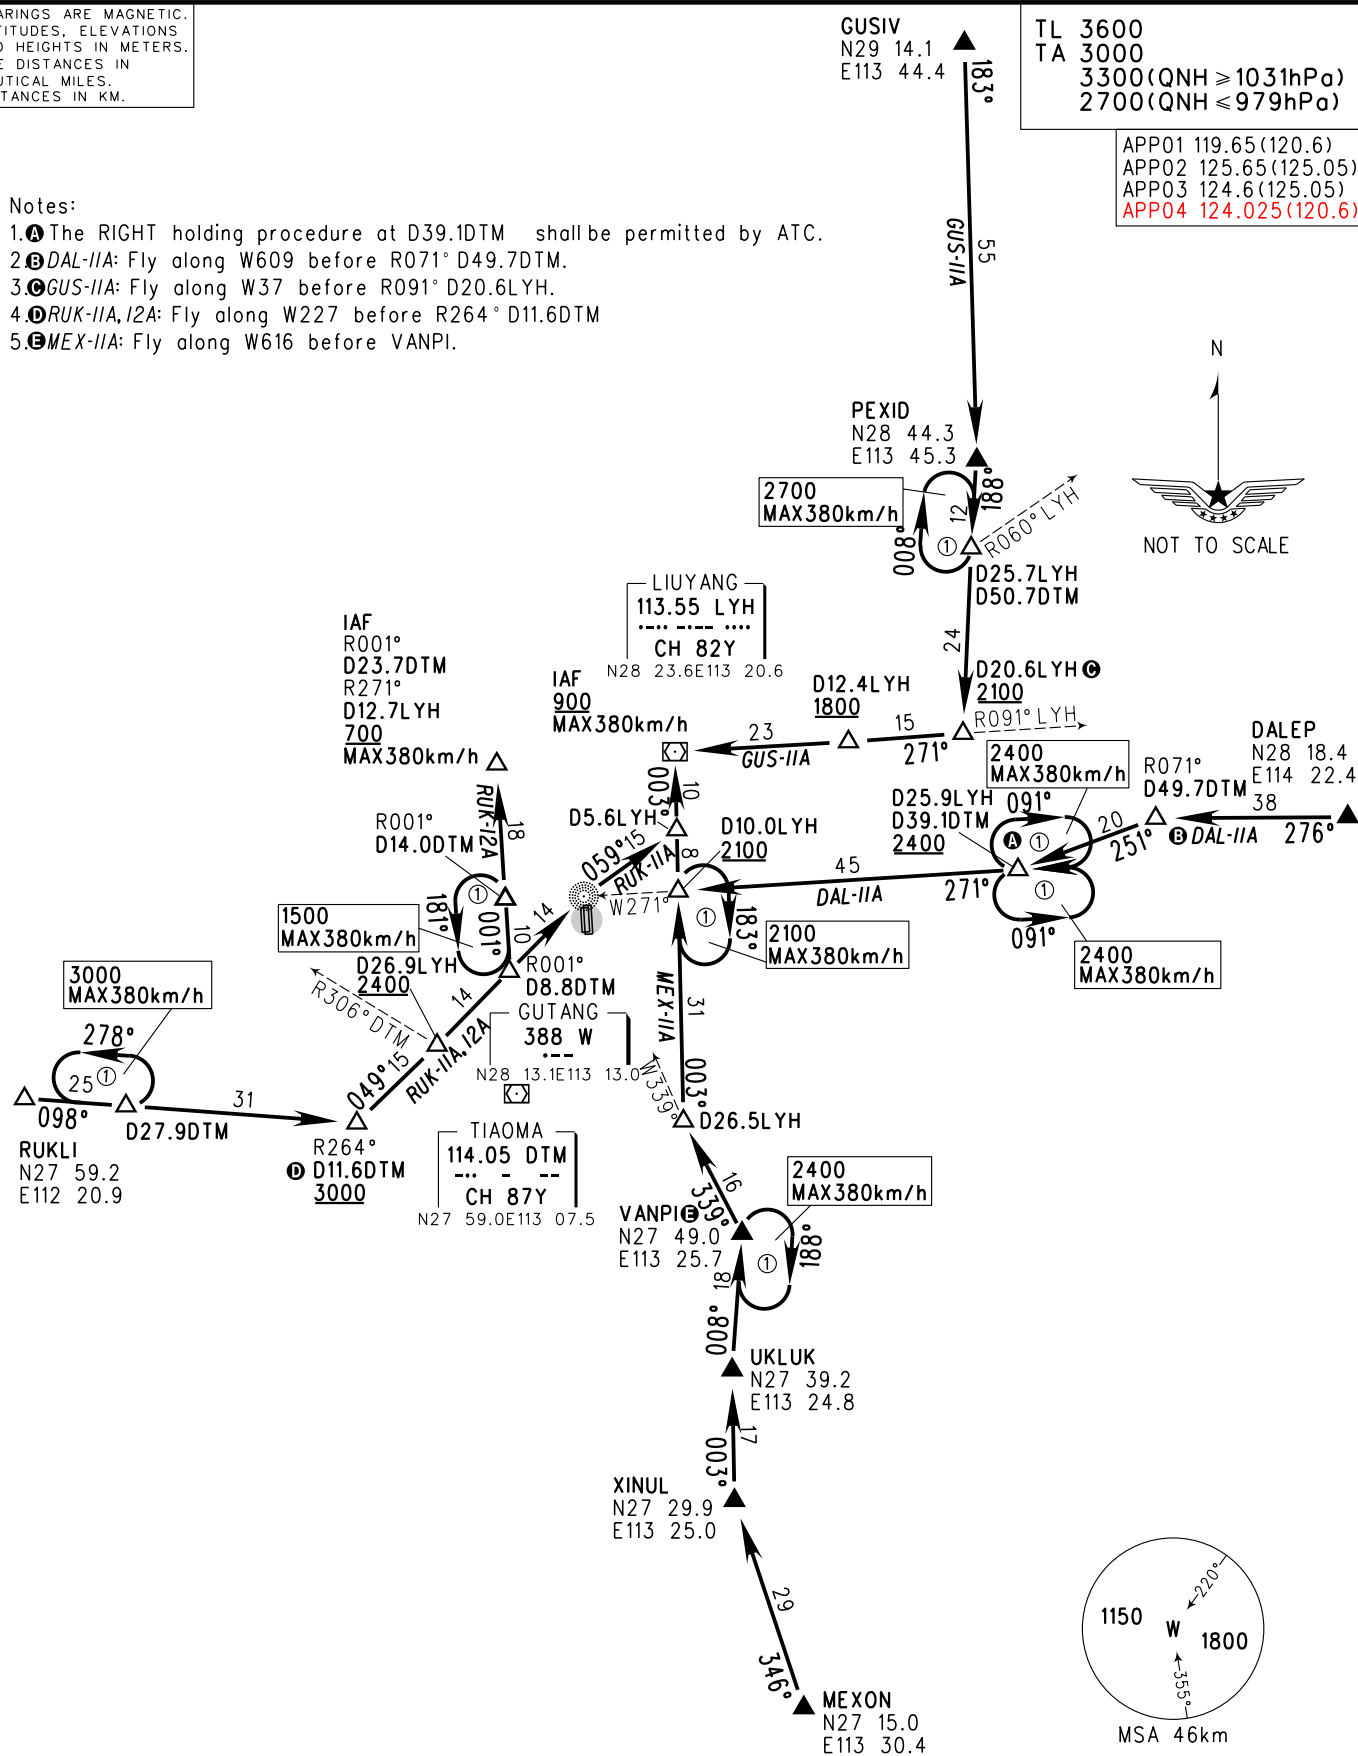 ARINGS ARE MAGNETIC.
TITUDES, ELEVATIONS
D HEIGHTS IN METERS.
E DISTANCES IN
UTICAL MILES.
TANCES IN KM.
GUSIV
N29 14.1
E113 44.4
183°
TL 3600
TA 3000
3300(QNH ≥ 1031hPa)
2700(QNH ≤ 979hPa)
APP01 119.65(120.6)
APP02 125.65(125.05)
APP03 124.6(125.05)
APP04 124.025(120.6)
Notes:
1.Ⓐ The RIGHT holding procedure at D39.1DTM shall be permitted by ATC.
2.Ⓑ DAL-11A: Fly along W609 before R071° D49.7DTM.
3.Ⓒ GUS-11A: Fly along W37 before R091° D20.6LYH.
4.Ⓓ RUK-11A,12A: Fly along W227 before R264° D11.6DTM
5.Ⓔ MEX-11A: Fly along W616 before VANPI.
GUS-11A
55
N
NOT TO SCALE
PEXID
N28 44.3
E113 45.3
188°
2700
MAX380km/h
12
008°
①
R060° LYH
D25.7LYH
D50.7DTM
24
LIUYANG
113.55 LYH
·-·· -·-- ····
CH 82Y
N28 23.6E113 20.6
IAF
R001°
D23.7DTM
R271°
D12.7LYH
700
MAX380km/h
IAF
900
MAX380km/h
D12.4LYH
1800
D20.6LYH Ⓒ
2100
R091° LYH
23
GUS-11A
15
271°
2400
MAX380km/h
DALEP
N28 18.4
E114 22.4
R071°
D49.7DTM
38
Ⓑ DAL-11A
276°
20
251°
D25.9LYH
D39.1DTM
2400
091°
Ⓐ ①
①
091°
2400
MAX380km/h
45
DAL-11A
271°
003°
10
D5.6LYH
D10.0LYH
2100
8
059°
15
RUK-11A
W271°
①
183°
2100
MAX380km/h
RUK-12A
18
R001°
D14.0DTM
①
181°
001°
10
14
1500
MAX380km/h
R001°
D8.8DTM
D26.9LYH
2400
R306° DTM
14
RUK-11A,12A
049°
15
GUTANG
388 W
·--
N28 13.1E113 13.0
3000
MAX380km/h
278°
25 ①
098°
31
RUKLI
N27 59.2
E112 20.9
D27.9DTM
R264°
Ⓓ D11.6DTM
3000
TIAOMA
114.05 DTM
-·· - --
CH 87Y
N27 59.0E113 07.5
MEX-11A
31
003°
W339°
D26.5LYH
16
339°
VANPI Ⓔ
N27 49.0
E113 25.7
2400
MAX380km/h
188°
①
18
008°
UKLUK
N27 39.2
E113 24.8
17
003°
XINUL
N27 29.9
E113 25.0
29
346°
MEXON
N27 15.0
E113 30.4
220°
1150
W
1800
355°
MSA 46km